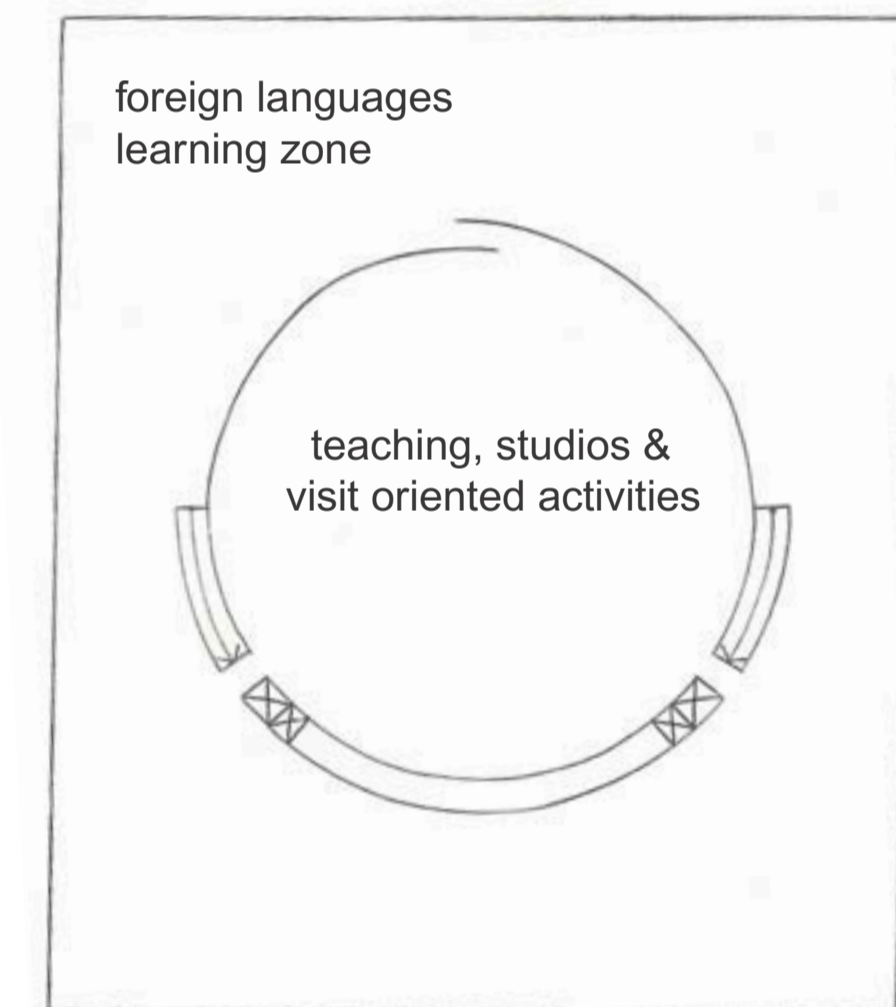 foreign languages
learning zone
teaching, studios &
visit oriented activities